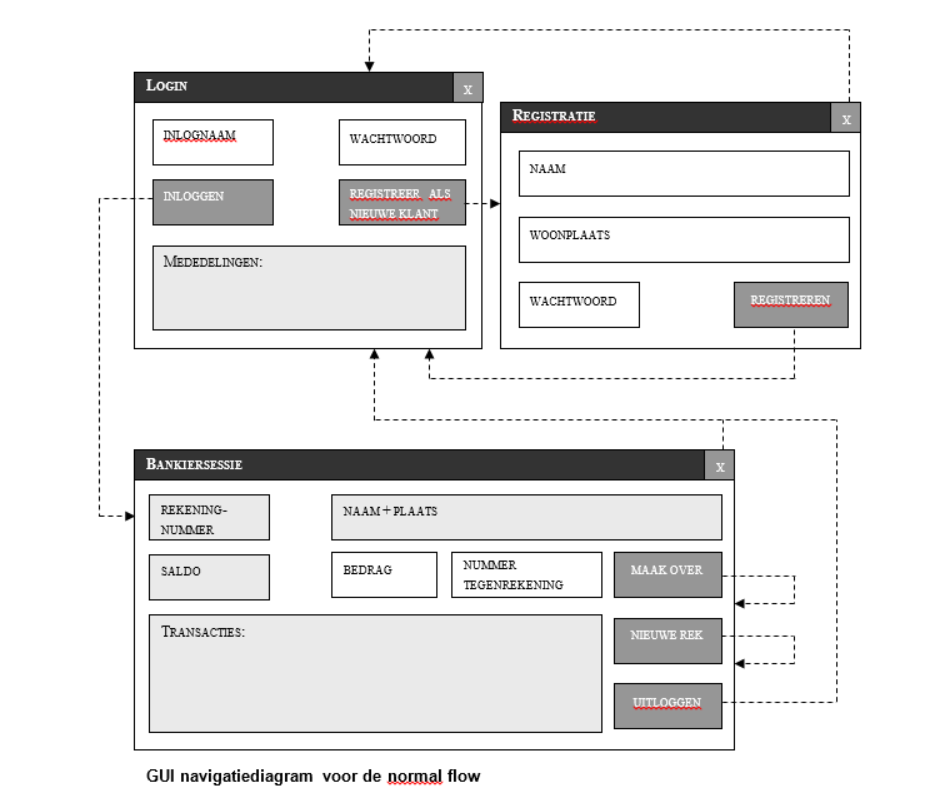 LOGIN
x
INLOGNAAM
WACHTWOORD
INLOGGEN
REGISTREER ALS
NIEUWE KLANT
MEDEDELINGEN:
REGISTRATIE
x
NAAM
WOONPLAATS
WACHTWOORD
REGISTREREN
BANKIERSESSIE
x
REKENING-
NUMMER
NAAM+PLAATS
SALDO
BEDRAG
NUMMER
TEGENREKENING
MAAK OVER
TRANSACTIES:
NIEUWE REK
UITLOGGEN
GUI navigatiediagram voor de normal flow